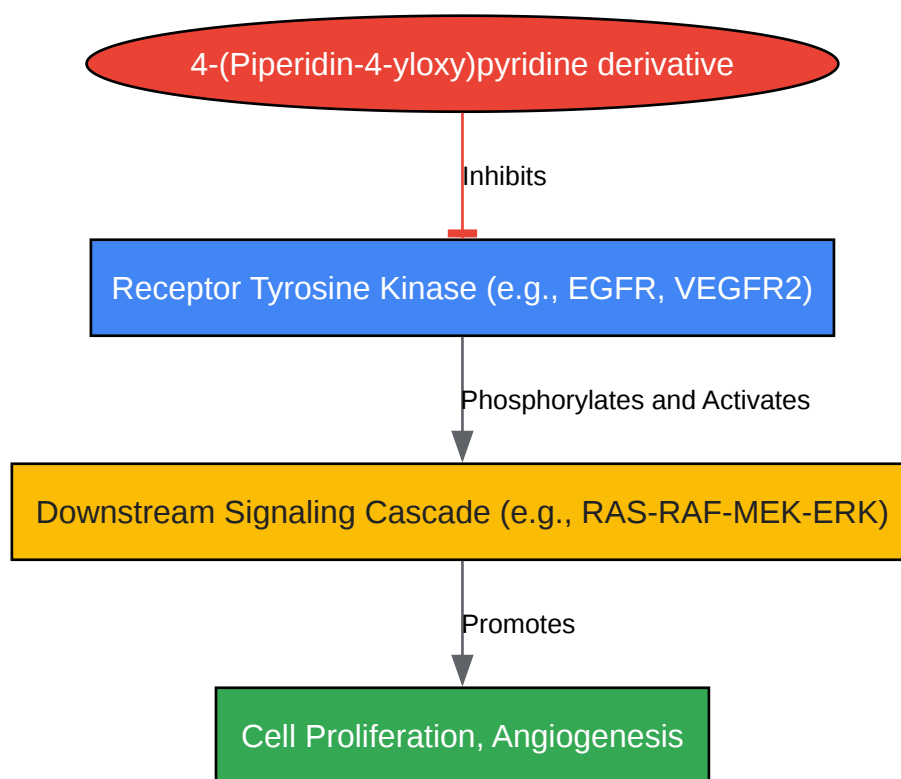 4-(Piperidin-4-yloxy)pyridine derivative
Inhibits
Receptor Tyrosine Kinase (e.g., EGFR, VEGFR2)
Phosphorylates and Activates
Downstream Signaling Cascade (e.g., RAS-RAF-MEK-ERK)
Promotes
Cell Proliferation, Angiogenesis